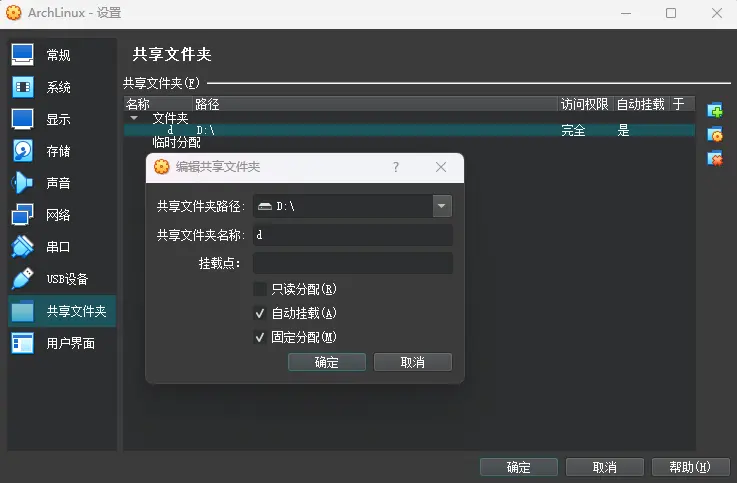 ArchLinux - 设置
常规
系统
显示
存储
声音
网络
串口
USB设备
共享文件夹
用户界面
共享文件夹
共享文件夹(F)
名称 路径 访问权限 自动挂载 于
文件夹
d D:\ 完全 是
临时分配
编辑共享文件夹 ?
共享文件夹路径: D:\
共享文件夹名称: d
挂载点:
只读分配(R)
自动挂载(A)
固定分配(M)
确定 取消
确定 取消 帮助(H)